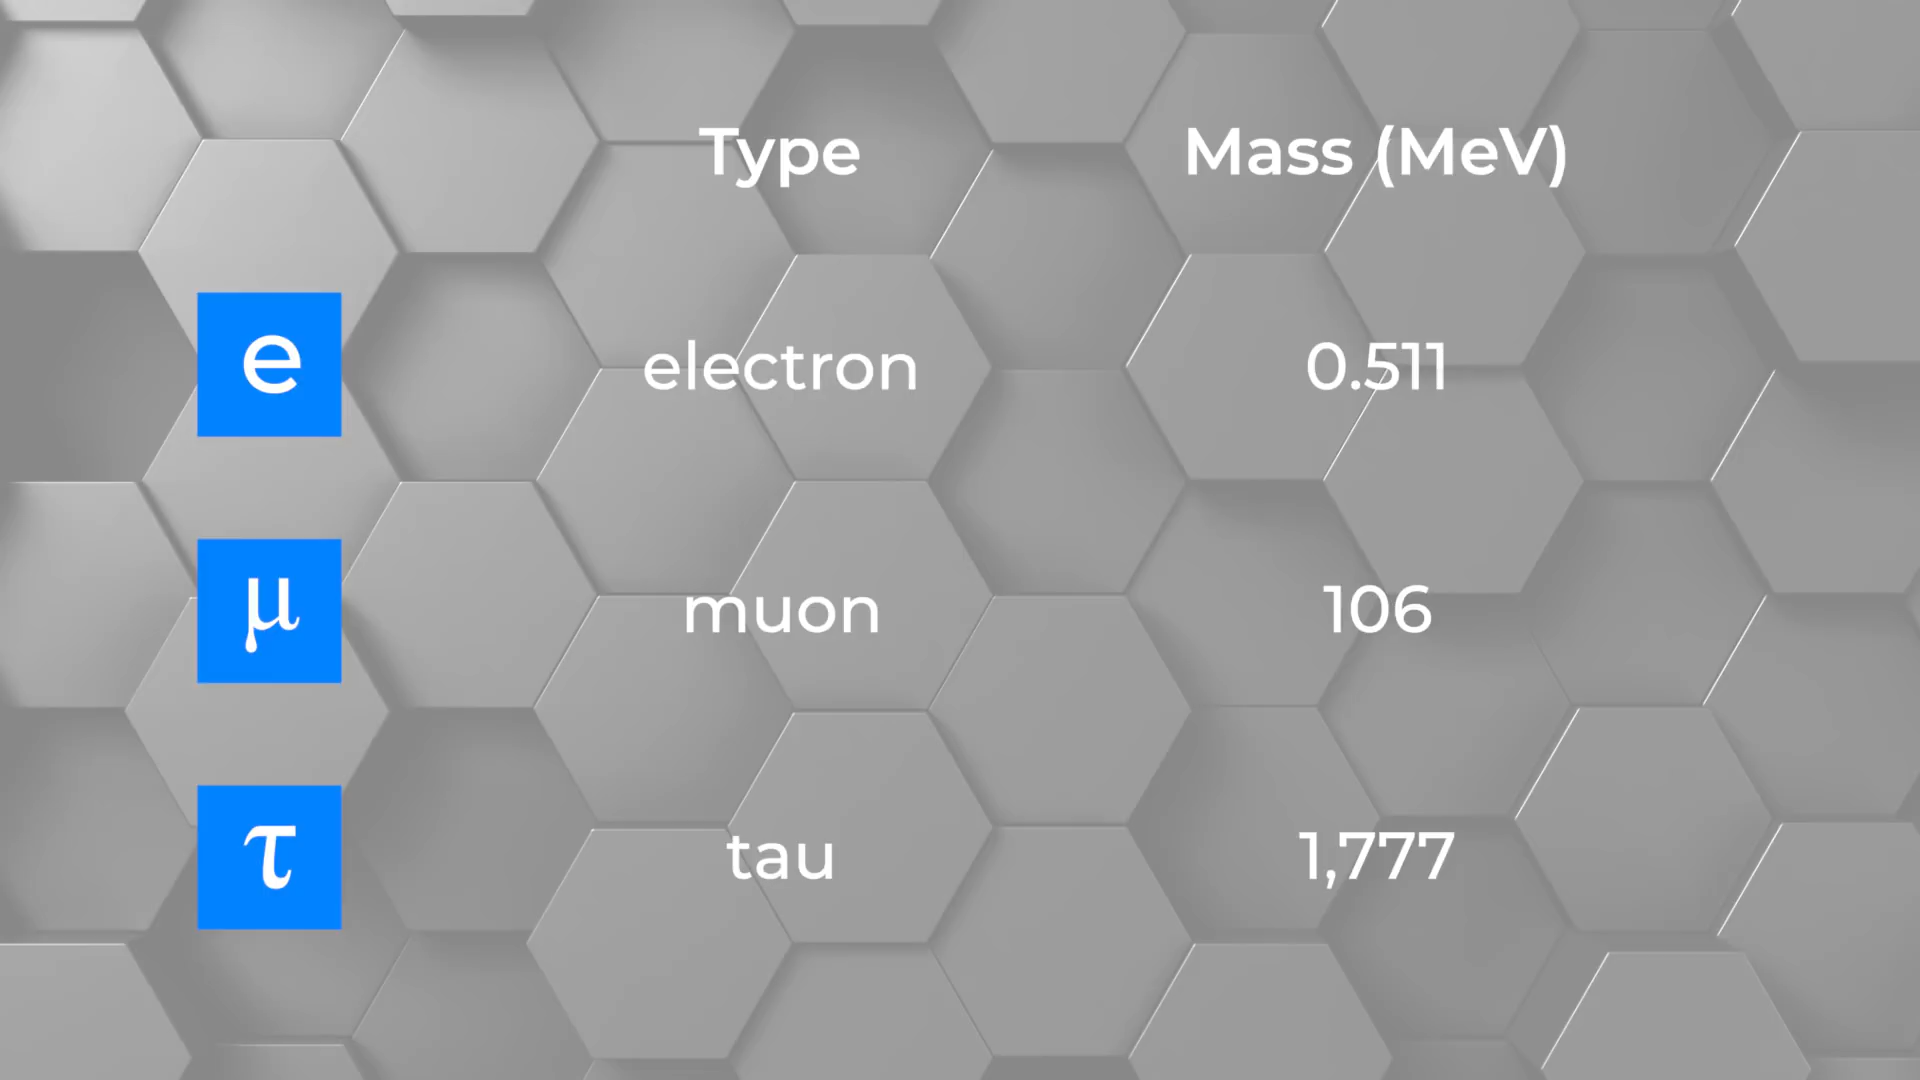 Type Mass (MeV)
e electron 0.511
μ muon 106
τ tau 1,777